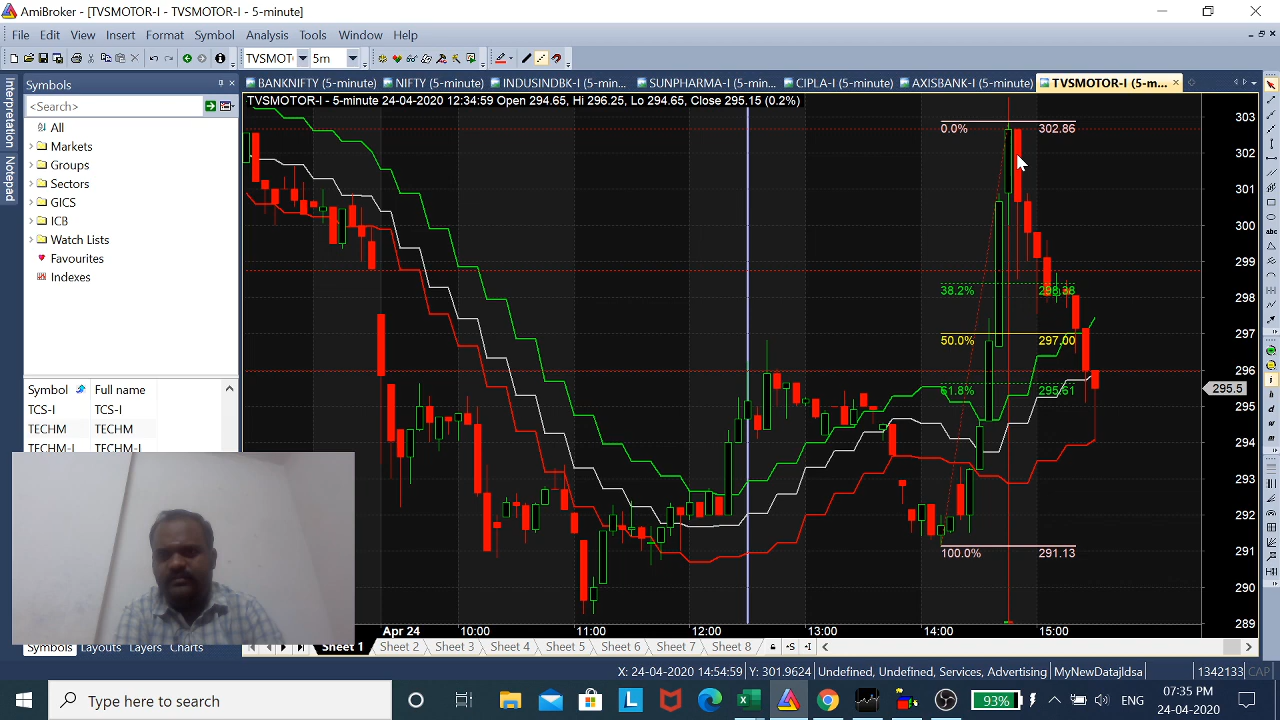 AmiBroker - [TVSMOTOR-I - TVSMOTOR-I - 5-minute]
File Edit View Insert Format Symbol Analysis Tools Window Help
TVSMOT 5m
Symbols
BANKNIFTY (5-minute) NIFTY (5-minute) INDUSINDBK-I (5-min... SUNPHARMA-I (5-min... CIPLA-I (5-minute) AXISBANK-I (5-minute) TVSMOTOR-I (5-m...
Interpretation
Notepad
<Search>
TVSMOTOR-I - 5-minute 24-04-2020 12:34:59 Open 294.65, Hi 296.25, Lo 294.65, Close 295.15 (0.2%)
All
Markets
Groups
Sectors
GICS
ICB
Watch Lists
Favourites
Indexes
Symbol Full name
TCS-I TCS-I
TECHM TECHM
TECHM-I TECHM-I
0.0% 302.86
38.2% 298.38
50.0% 297.00
61.8% 295.61
100.0% 291.13
303
302
301
300
299
298
297
296
295.5
295
294
293
292
291
290
289
abc
Apr 24 10:00 11:00 12:00 13:00 14:00 15:00
Symbols Layouts Layers Charts
Sheet 1 Sheet 2 Sheet 3 Sheet 4 Sheet 5 Sheet 6 Sheet 7 Sheet 8
X: 24-04-2020 14:54:59 Y: 301.9624 Undefined, Undefined, Services, Advertising MyNewDatajIdsa 1342133 CAP
Type here to search
93%
ENG
07:35 PM
24-04-2020